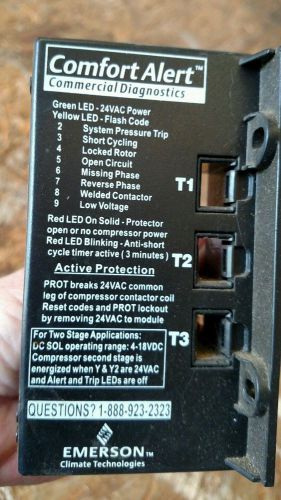 Comfort Alert™
Commercial Diagnostics
Green LED - 24VAC Power
Yellow LED - Flash Code
2 System Pressure Trip
3 Short Cycling
4 Locked Rotor
5 Open Circuit
6 Missing Phase
7 Reverse Phase
8 Welded Contactor
9 Low Voltage
T1
Red LED On Solid - Protector
open or no compressor power
Red LED Blinking - Anti-short
cycle timer active ( 3 minutes )
T2
Active Protection
PROT breaks 24VAC common
leg of compressor contactor coil
Reset codes and PROT lockout
by removing 24VAC to module
T3
For Two Stage Applications:
DC SOL operating range: 4-18VDC
Compressor second stage is
energized when Y & Y2 are 24VAC
and Alert and Trip LEDs are off
QUESTIONS? 1-888-923-2323
EMERSON™
Climate Technologies